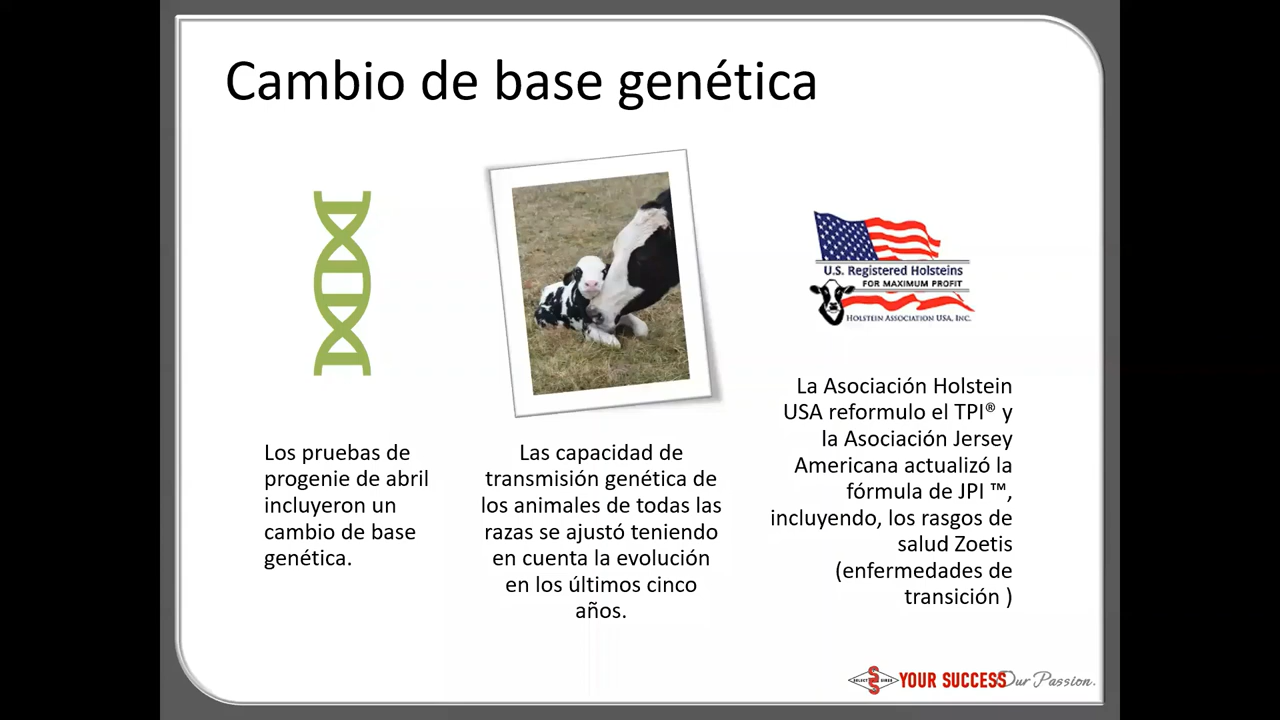 Cambio de base genética
Los pruebas de
progenie de abril
incluyeron un
cambio de base
genética.
Las capacidad de
transmisión genética de
los animales de todas las
razas se ajustó teniendo
en cuenta la evolución
en los últimos cinco
años.
U.S. Registered Holsteins
FOR MAXIMUM PROFIT
HOLSTEIN ASSOCIATION USA, INC.
La Asociación Holstein
USA reformulo el TPI® y
la Asociación Jersey
Americana actualizó la
fórmula de JPI ™,
incluyendo, los rasgos de
salud Zoetis
(enfermedades de
transición )
SELECT SIRES YOUR SUCCESS Our Passion.